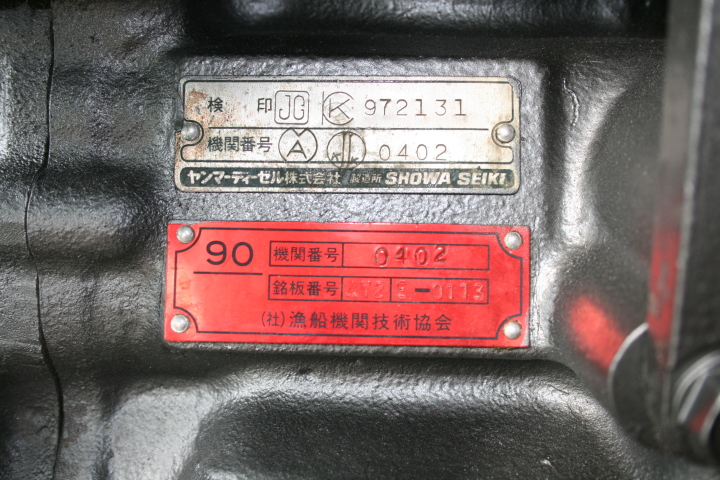 検 印 JG K 972131
機関番号 M A JK K K 0402
ヤンマーディーゼル株式会社 製造所 SHOWA SEIKI
90
機関番号 0402
銘板番号 -0113
(社) 漁船機関技術協会